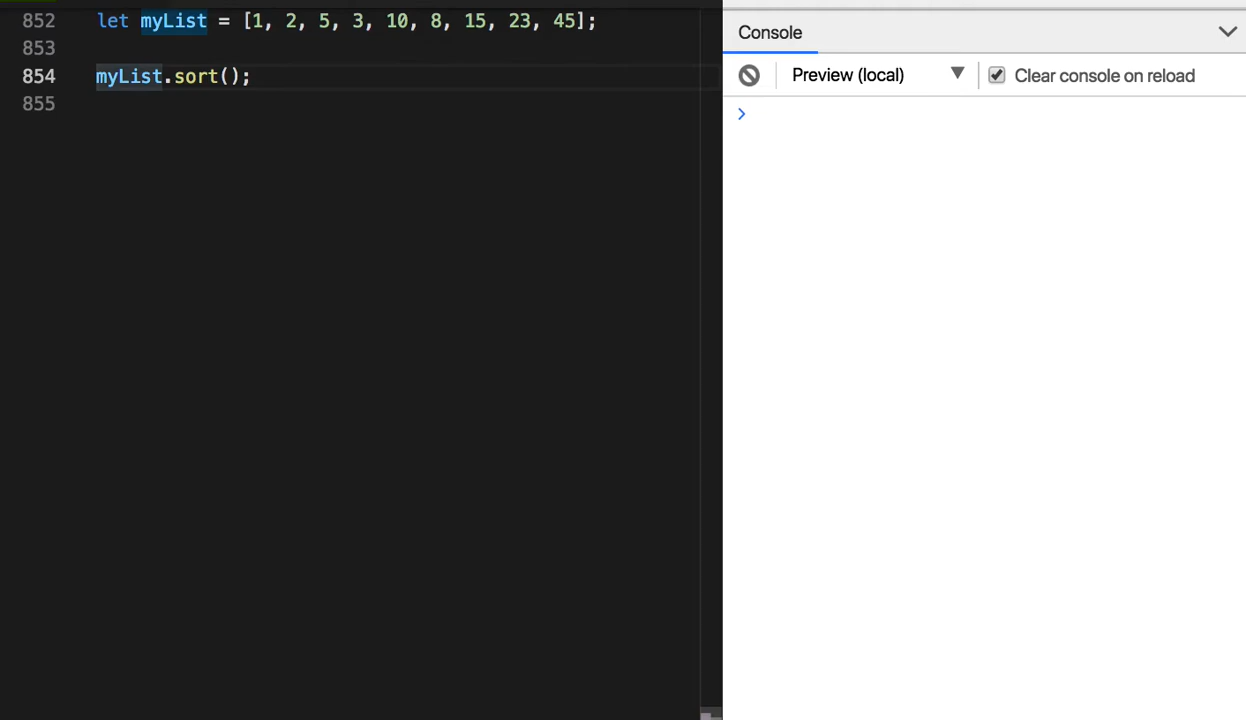 852 let myList = [1, 2, 5, 3, 10, 8, 15, 23, 45];
853
854 myList.sort();
855
Console
Preview (local) ▼ Clear console on reload
>